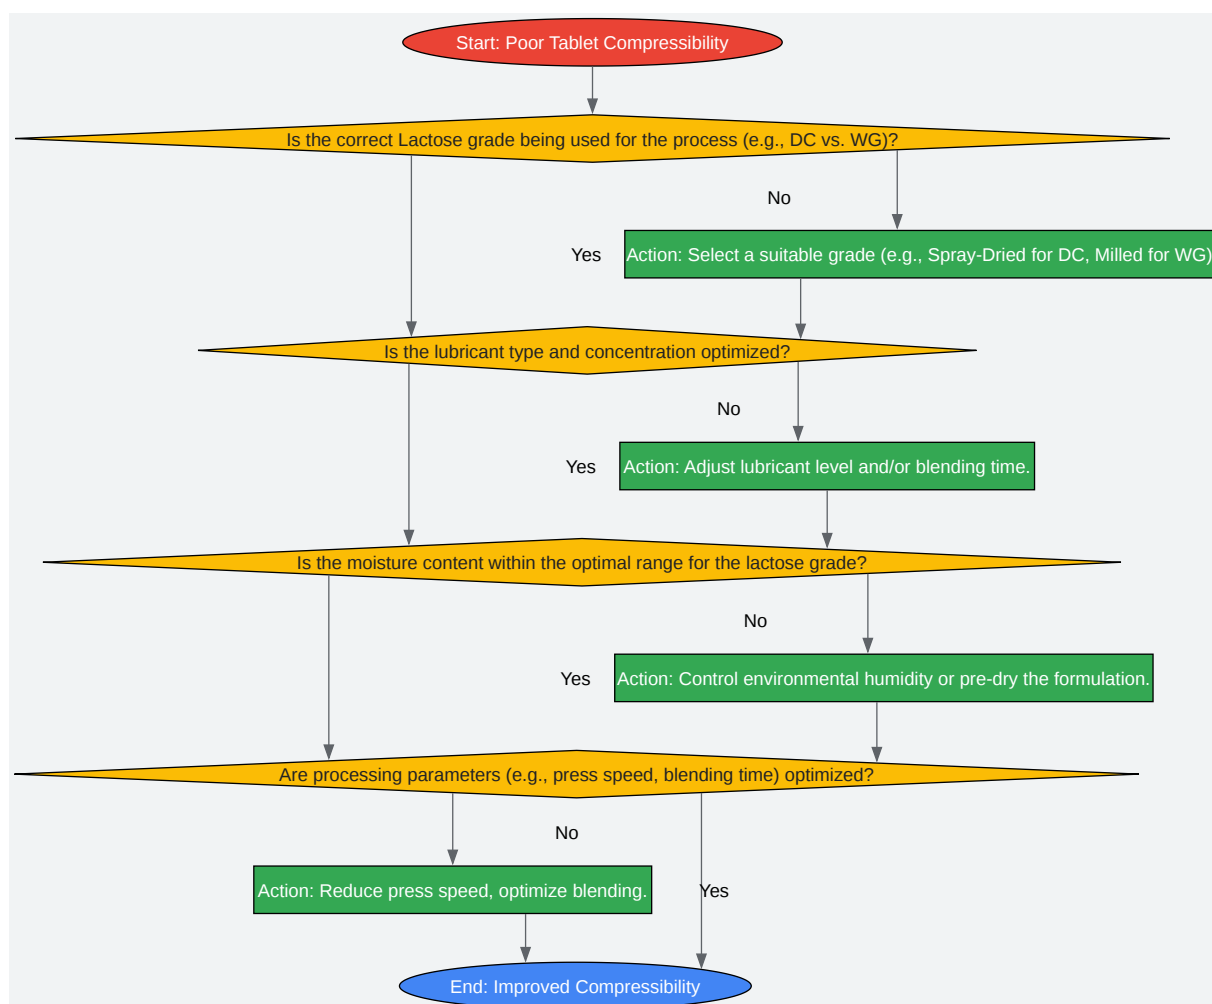 Start: Poor Tablet Compressibility
Is the correct Lactose grade being used for the process (e.g., DC vs. WG)?
No
Yes
Action: Select a suitable grade (e.g., Spray-Dried for DC, Milled for WG)
Is the lubricant type and concentration optimized?
No
Yes
Action: Adjust lubricant level and/or blending time.
Is the moisture content within the optimal range for the lactose grade?
No
Yes
Action: Control environmental humidity or pre-dry the formulation.
Are processing parameters (e.g., press speed, blending time) optimized?
No
Action: Reduce press speed, optimize blending.
Yes
End: Improved Compressibility